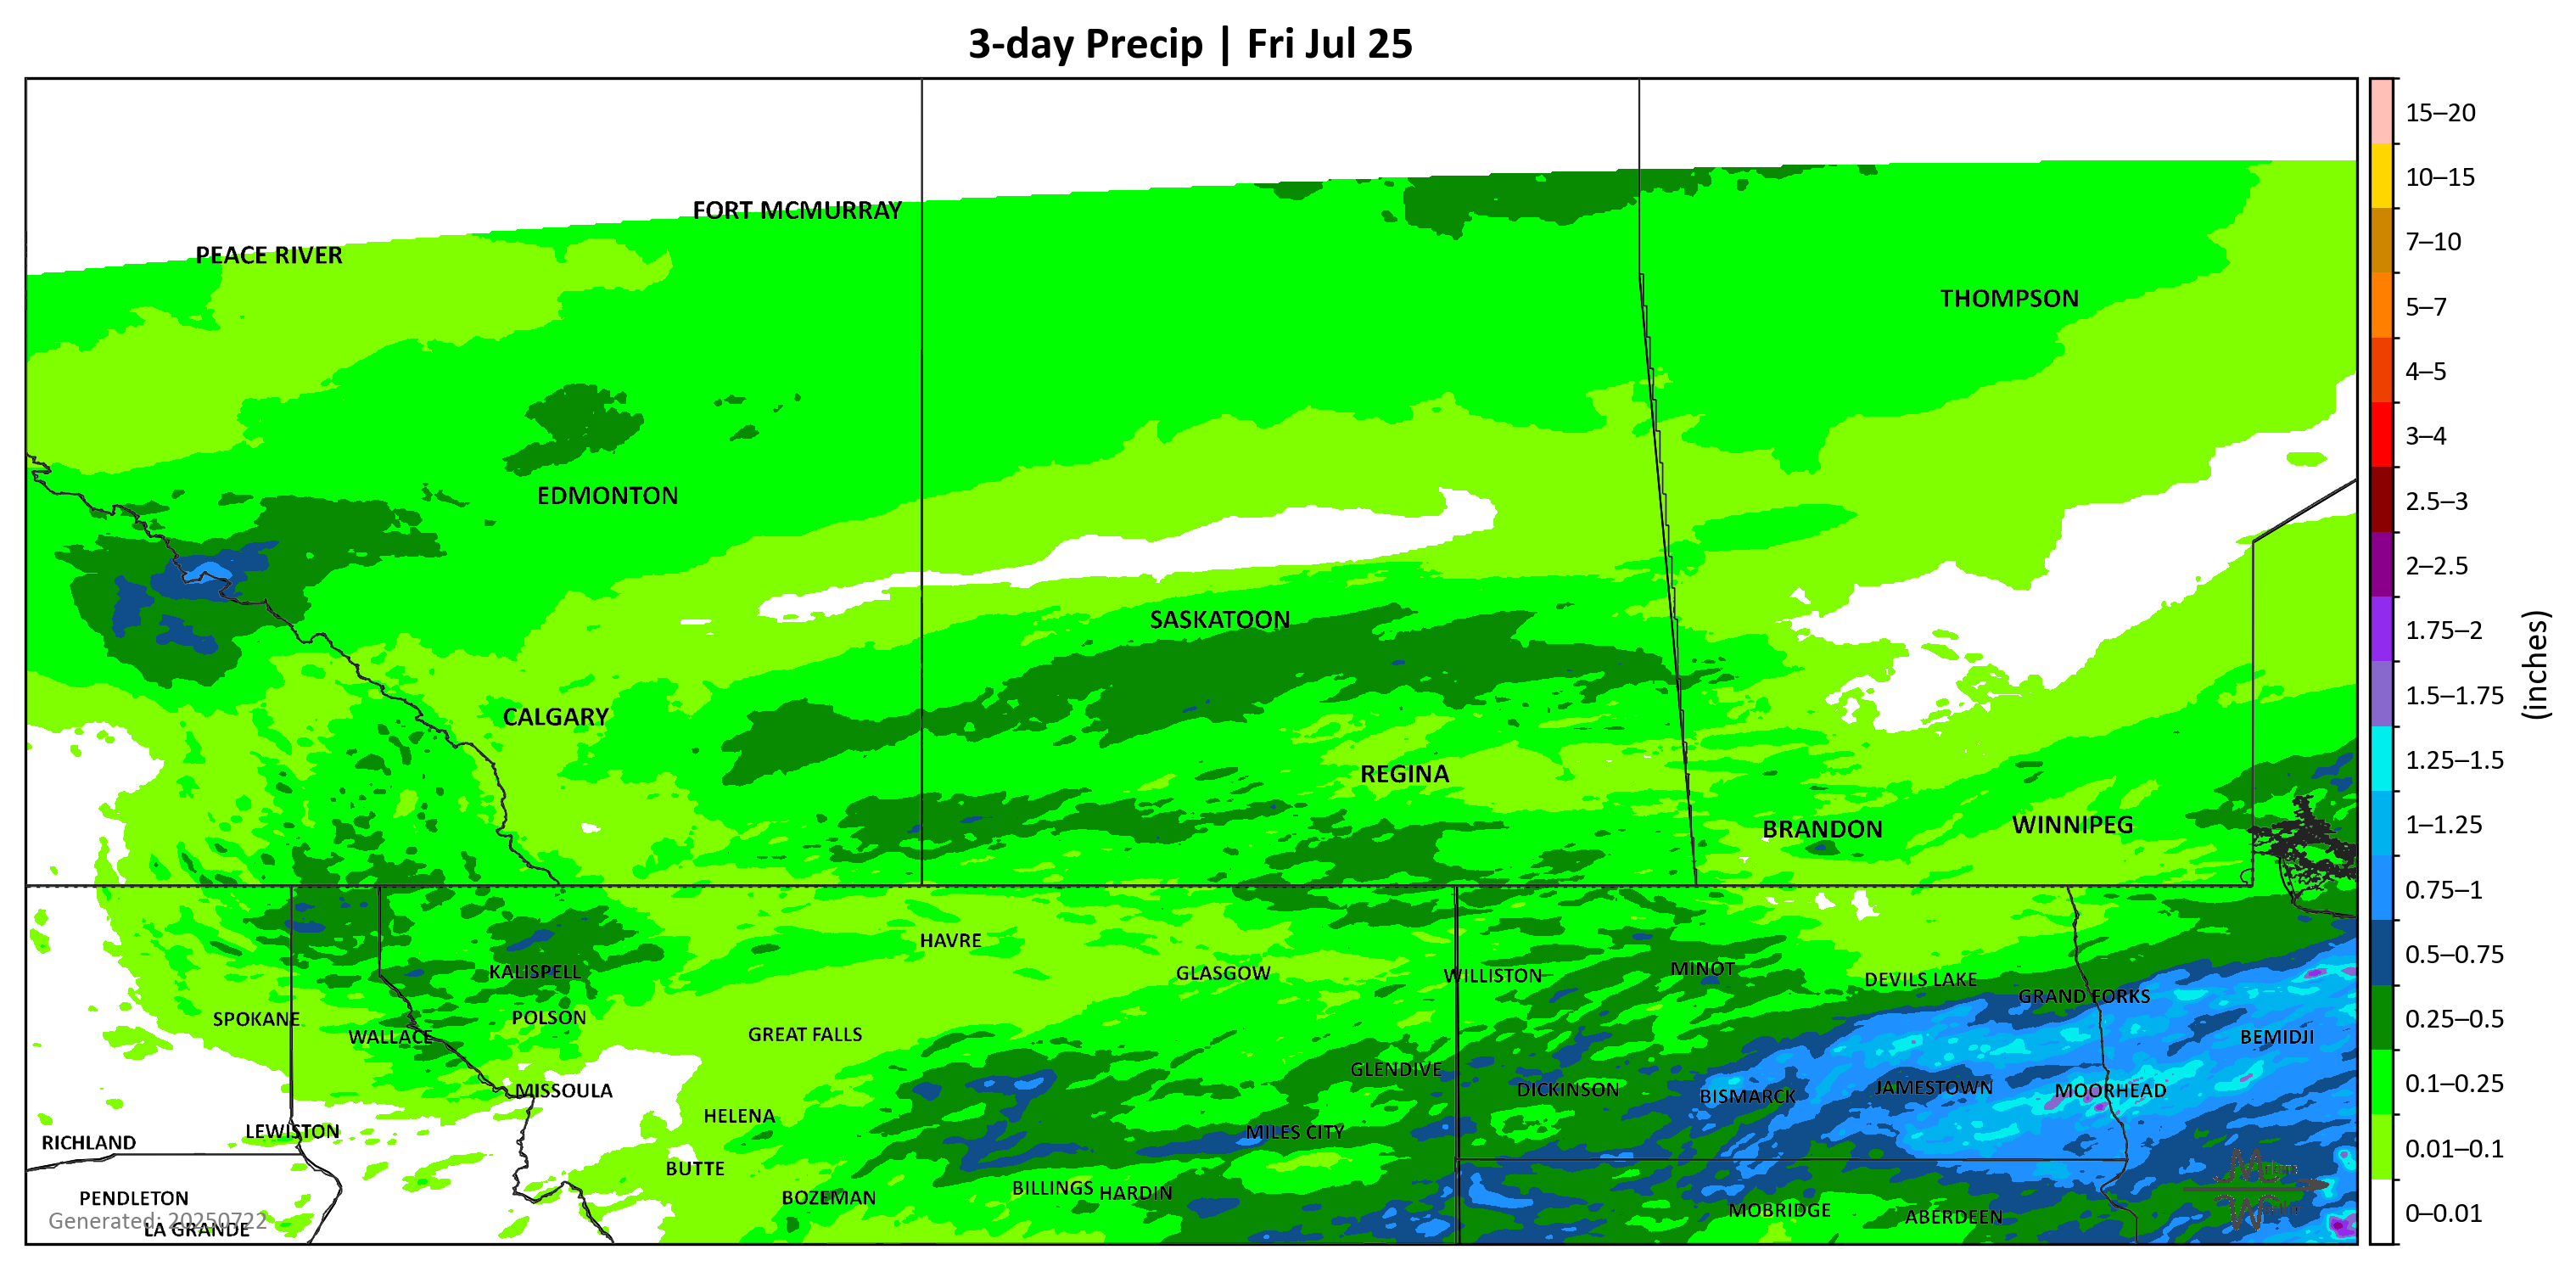 3-day Precip | Fri Jul 25
15–20
10–15
7–10
5–7
4–5
3–4
2.5–3
2–2.5
1.75–2
1.5–1.75
1.25–1.5
1–1.25
0.75–1
0.5–0.75
0.25–0.5
0.1–0.25
0.01–0.1
0–0.01
(inches)
FORT MCMURRAY
PEACE RIVER
THOMPSON
EDMONTON
SASKATOON
CALGARY
REGINA
BRANDON
WINNIPEG
HAVRE
KALISPELL
GLASGOW
WILLISTON
MINOT
DEVILS LAKE
GRAND FORKS
SPOKANE
POLSON
WALLACE
GREAT FALLS
BEMIDJI
GLENDIVE
MISSOULA
DICKINSON
BISMARCK
JAMESTOWN
MOORHEAD
HELENA
LEWISTON
MILES CITY
RICHLAND
BUTTE
PENDLETON
BOZEMAN
BILLINGS
HARDIN
MOBRIDGE
ABERDEEN
Generated: 20250722
LA GRANDE